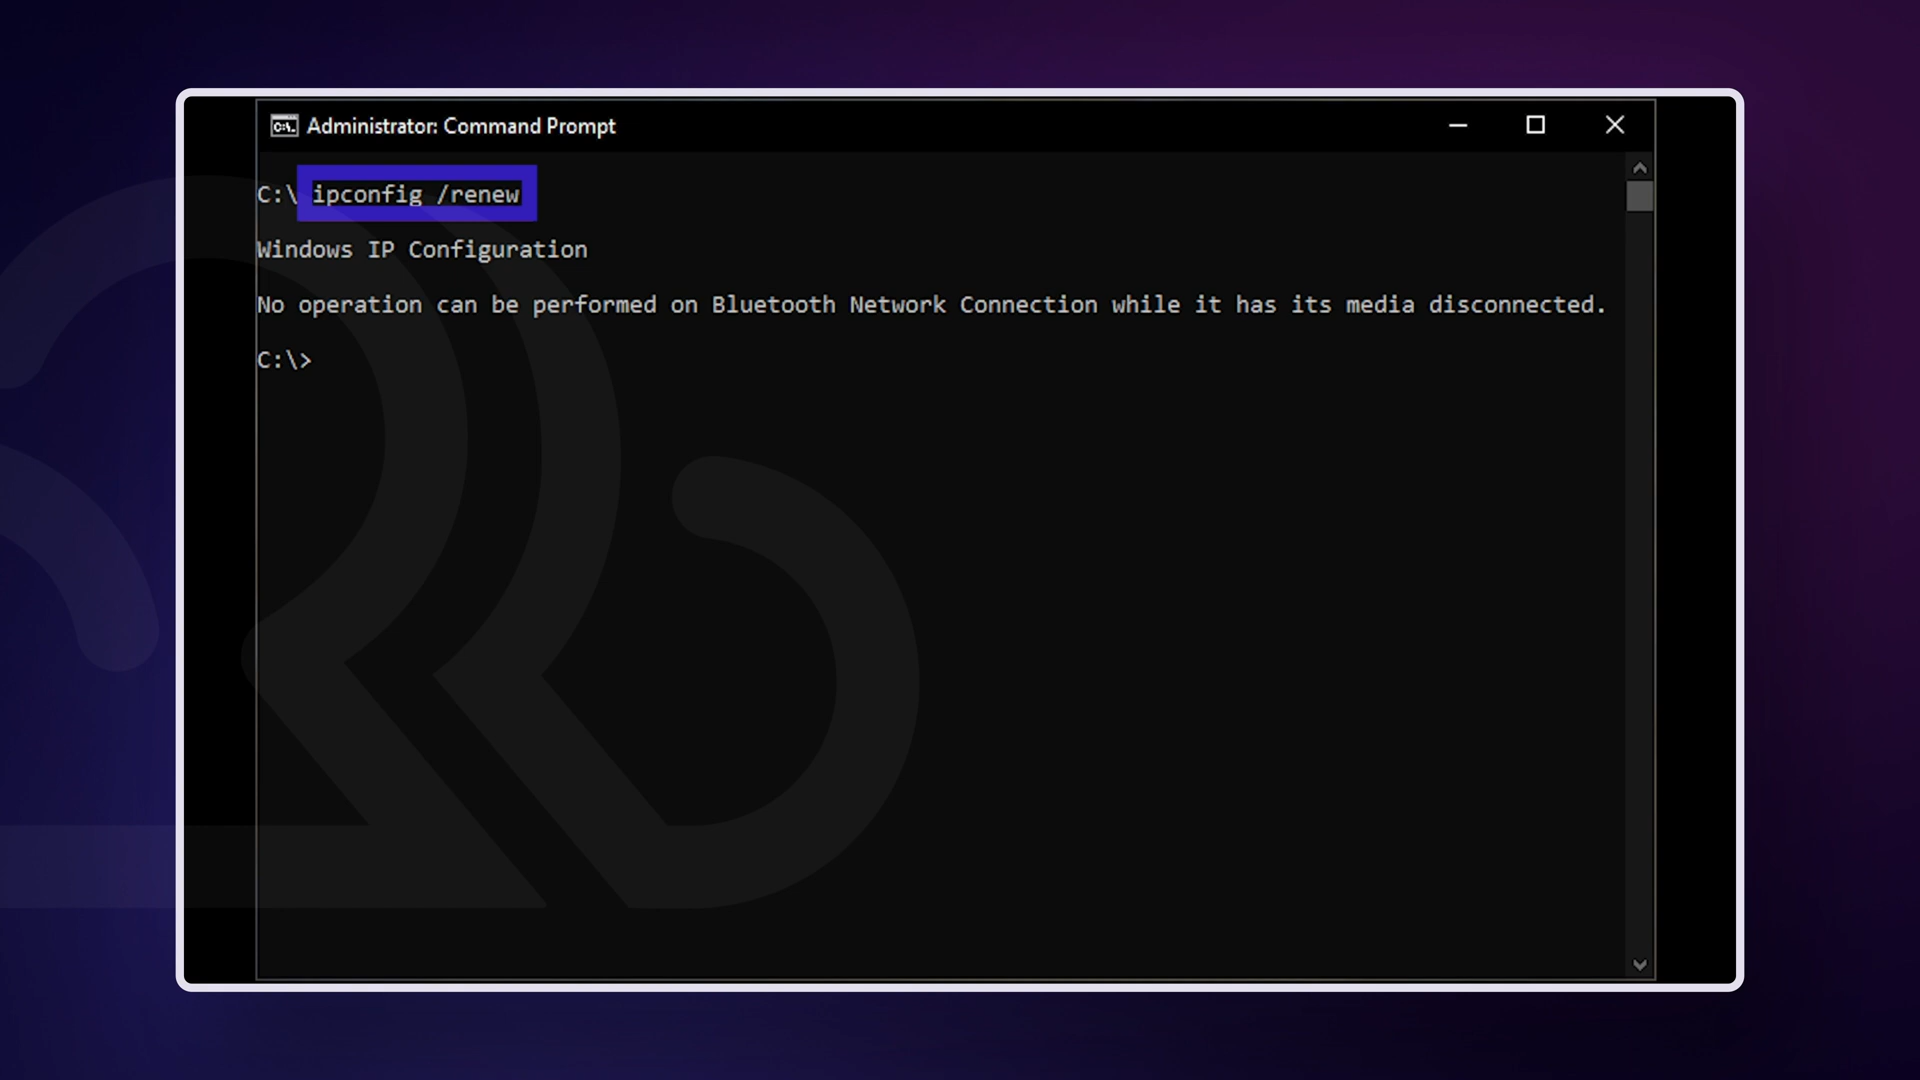 Administrator: Command Prompt
C:\ ipconfig /renew
Windows IP Configuration
No operation can be performed on Bluetooth Network Connection while it has its media disconnected.
C:\>